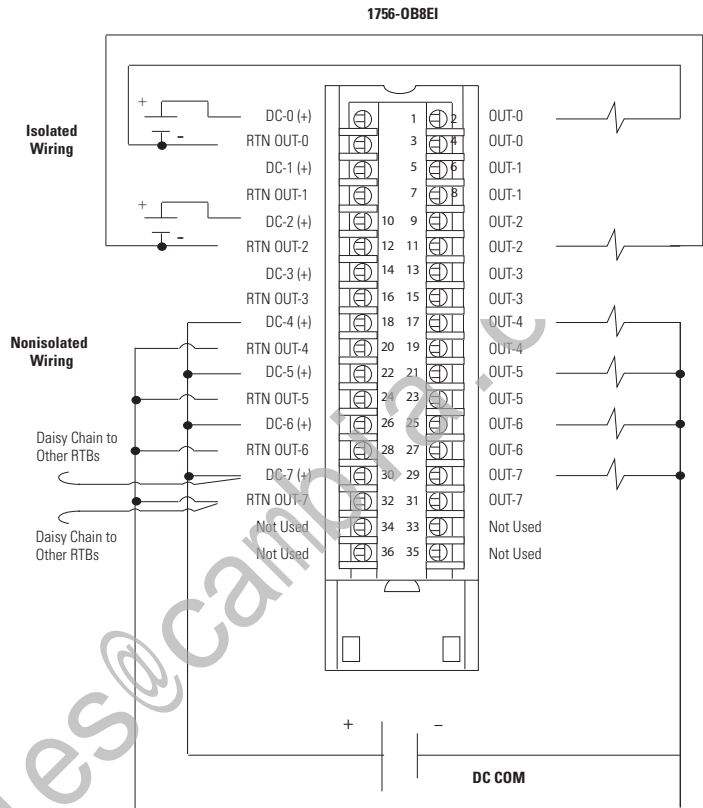 1756-OB8EI
+ DC-0 (+) 1 2 OUT-0
Isolated Wiring - RTN OUT-0 3 4 OUT-0
DC-1 (+) 5 6 OUT-1
RTN OUT-1 7 8 OUT-1
+ DC-2 (+) 10 9 OUT-2
- RTN OUT-2 12 11 OUT-2
DC-3 (+) 14 13 OUT-3
RTN OUT-3 16 15 OUT-3
DC-4 (+) 18 17 OUT-4
Nonisolated Wiring RTN OUT-4 20 19 OUT-4
DC-5 (+) 22 21 OUT-5
RTN OUT-5 24 23 OUT-5
DC-6 (+) 26 25 OUT-6
Daisy Chain to Other RTBs RTN OUT-6 28 27 OUT-6
DC-7 (+) 30 29 OUT-7
RTN OUT-7 32 31 OUT-7
Daisy Chain to Other RTBs Not Used 34 33 Not Used
Not Used 36 35 Not Used
+ –
DC COM
es@cambia.c